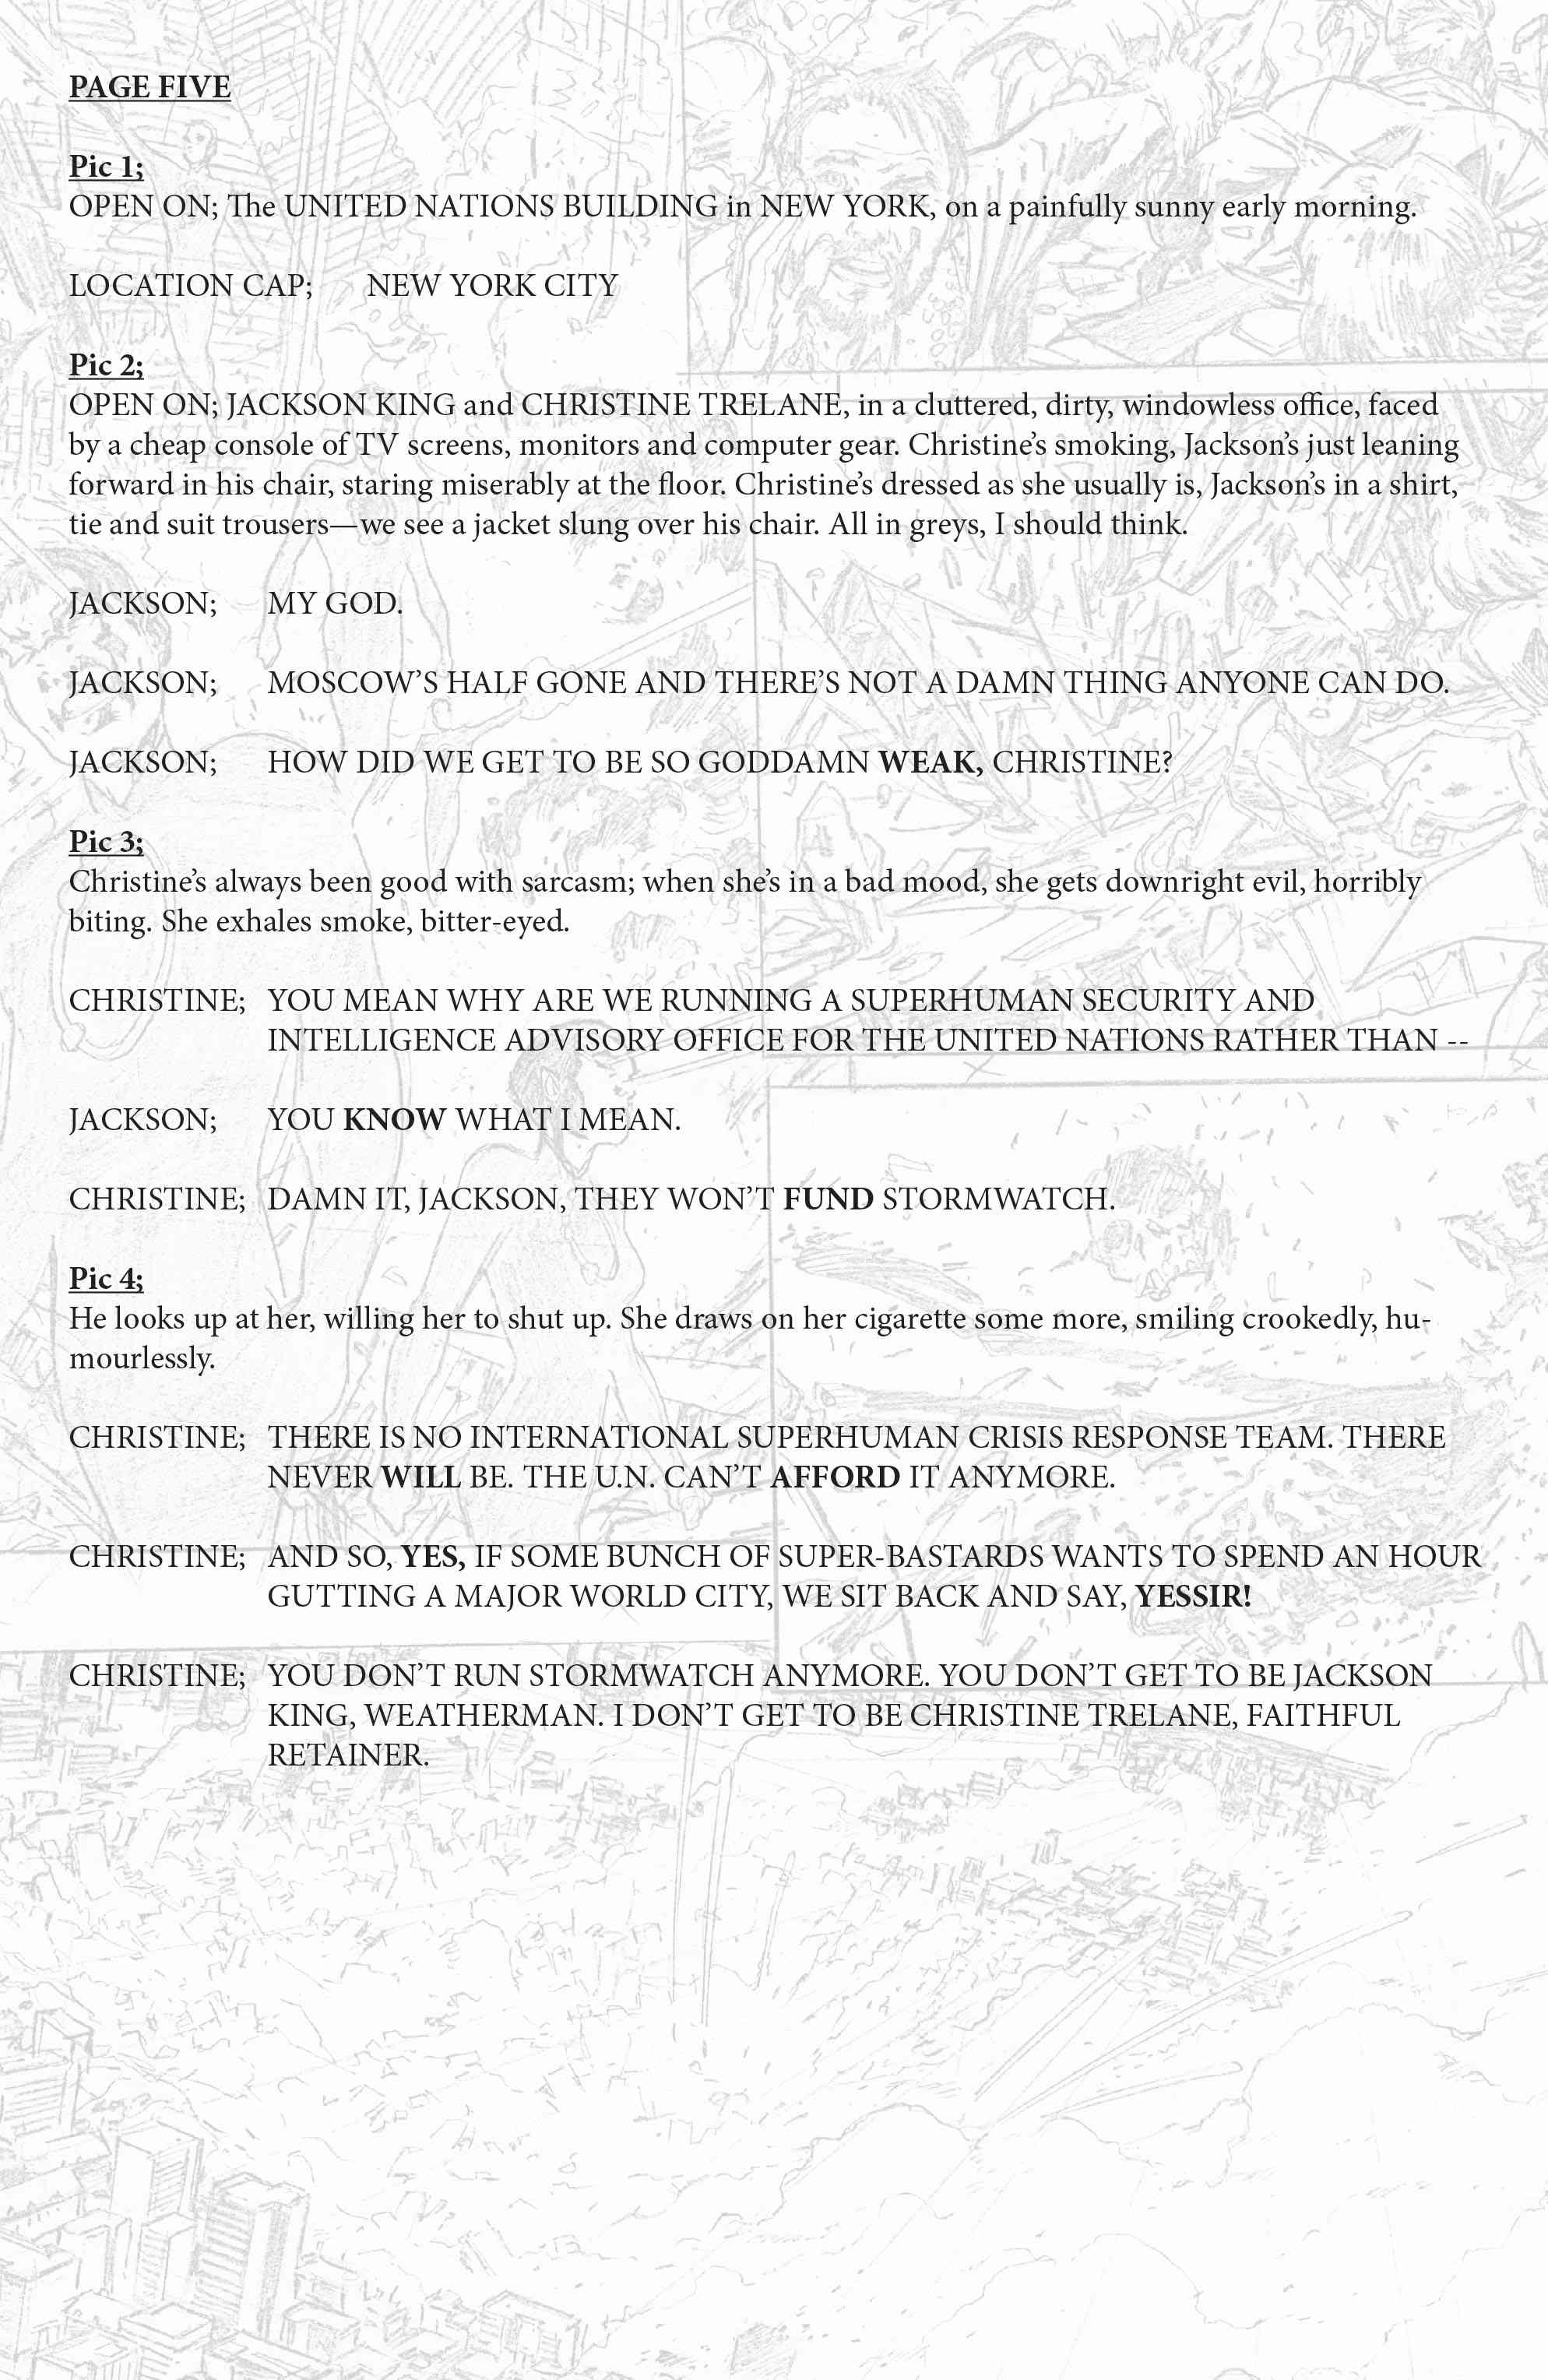 PAGE FIVE
Pic 1;
OPEN ON; The UNITED NATIONS BUILDING in NEW YORK, on a painfully sunny early morning.
LOCATION CAP; NEW YORK CITY
Pic 2;
OPEN ON; JACKSON KING and CHRISTINE TRELANE, in a cluttered, dirty, windowless office, faced
by a cheap console of TV screens, monitors and computer gear. Christine’s smoking, Jackson’s just leaning
forward in his chair, staring miserably at the floor. Christine’s dressed as she usually is, Jackson’s in a shirt,
tie and suit trousers—we see a jacket slung over his chair. All in greys, I should think.
JACKSON; MY GOD.
JACKSON; MOSCOW’S HALF GONE AND THERE’S NOT A DAMN THING ANYONE CAN DO.
JACKSON; HOW DID WE GET TO BE SO GODDAMN WEAK, CHRISTINE?
Pic 3;
Christine’s always been good with sarcasm; when she’s in a bad mood, she gets downright evil, horribly
biting. She exhales smoke, bitter-eyed.
CHRISTINE; YOU MEAN WHY ARE WE RUNNING A SUPERHUMAN SECURITY AND
INTELLIGENCE ADVISORY OFFICE FOR THE UNITED NATIONS RATHER THAN --
JACKSON; YOU KNOW WHAT I MEAN.
CHRISTINE; DAMN IT, JACKSON, THEY WON’T FUND STORMWATCH.
Pic 4;
He looks up at her, willing her to shut up. She draws on her cigarette some more, smiling crookedly, hu-
mourlessly.
CHRISTINE; THERE IS NO INTERNATIONAL SUPERHUMAN CRISIS RESPONSE TEAM. THERE
NEVER WILL BE. THE U.N. CAN’T AFFORD IT ANYMORE.
CHRISTINE; AND SO, YES, IF SOME BUNCH OF SUPER-BASTARDS WANTS TO SPEND AN HOUR
GUTTING A MAJOR WORLD CITY, WE SIT BACK AND SAY, YESSIR!
CHRISTINE; YOU DON’T RUN STORMWATCH ANYMORE. YOU DON’T GET TO BE JACKSON
KING, WEATHERMAN. I DON’T GET TO BE CHRISTINE TRELANE, FAITHFUL
RETAINER.